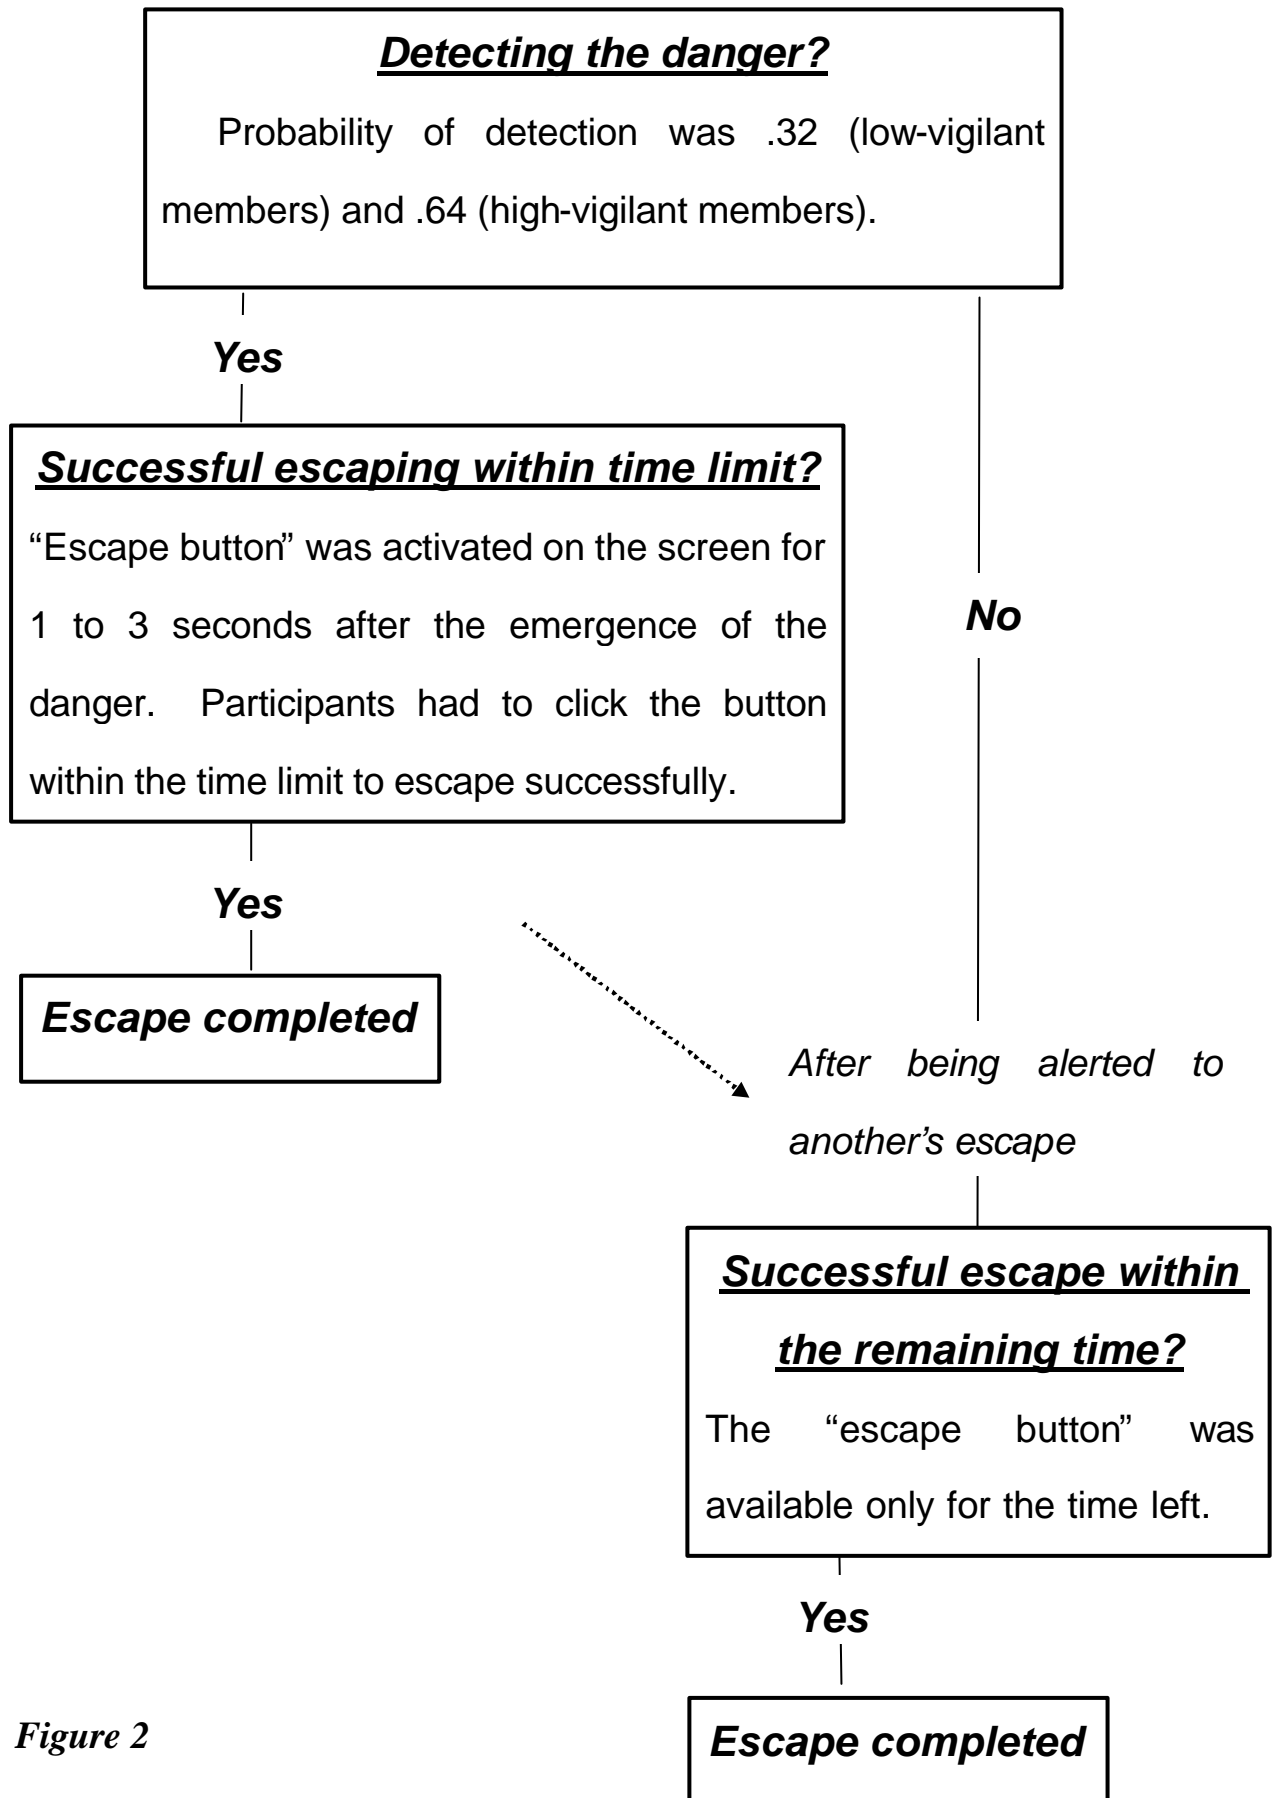 Detecting the danger?
Probability of detection was .32 (low-vigilant
members) and .64 (high-vigilant members).
Yes
Successful escaping within time limit?
“Escape button” was activated on the screen for
1 to 3 seconds after the emergence of the
danger. Participants had to click the button
within the time limit to escape successfully.
No
Yes
Escape completed
After being alerted to
another’s escape
Successful escape within
the remaining time?
The “escape button” was
available only for the time left.
Yes
Escape completed
Figure 2